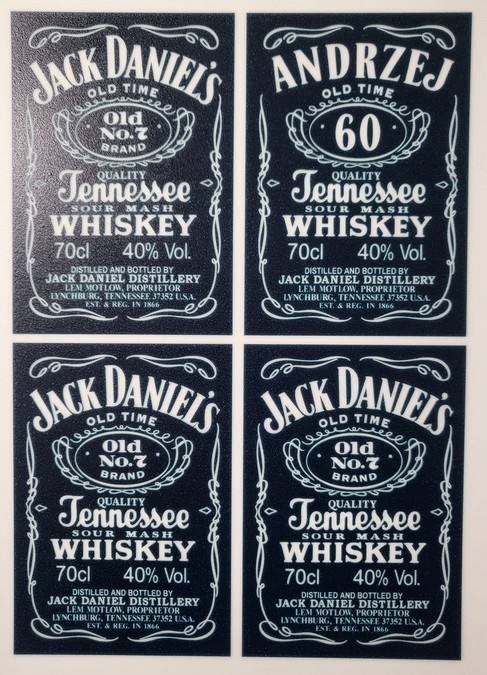 JACK DANIEL'S
OLD TIME
Old
No. 7
BRAND
QUALITY
Tennessee
SOUR MASH
WHISKEY
70cl 40% Vol.
DISTILLED AND BOTTLED BY
JACK DANIEL DISTILLERY
LEM MOTLOW, PROPRIETOR
LYNCHBURG, TENNESSEE 37352 U.S.A.
EST. & REG. IN 1866
ANDRZEJ
OLD TIME
60
QUALITY
Tennessee
SOUR MASH
WHISKEY
70cl 40% Vol.
DISTILLED AND BOTTLED BY
JACK DANIEL DISTILLERY
LEM MOTLOW, PROPRIETOR
LYNCHBURG, TENNESSEE 37352 U.S.A.
EST. & REG. IN 1866
JACK DANIEL'S
OLD TIME
Old
No. 7
BRAND
QUALITY
Tennessee
SOUR MASH
WHISKEY
70cl 40% Vol.
DISTILLED AND BOTTLED BY
JACK DANIEL DISTILLERY
LEM MOTLOW, PROPRIETOR
LYNCHBURG, TENNESSEE 37352 U.S.A.
EST. & REG. IN 1866
JACK DANIEL'S
OLD TIME
Old
No. 7
BRAND
QUALITY
Tennessee
SOUR MASH
WHISKEY
70cl 40% Vol.
DISTILLED AND BOTTLED BY
JACK DANIEL DISTILLERY
LEM MOTLOW, PROPRIETOR
LYNCHBURG, TENNESSEE 37352 U.S.A.
EST. & REG. IN 1866